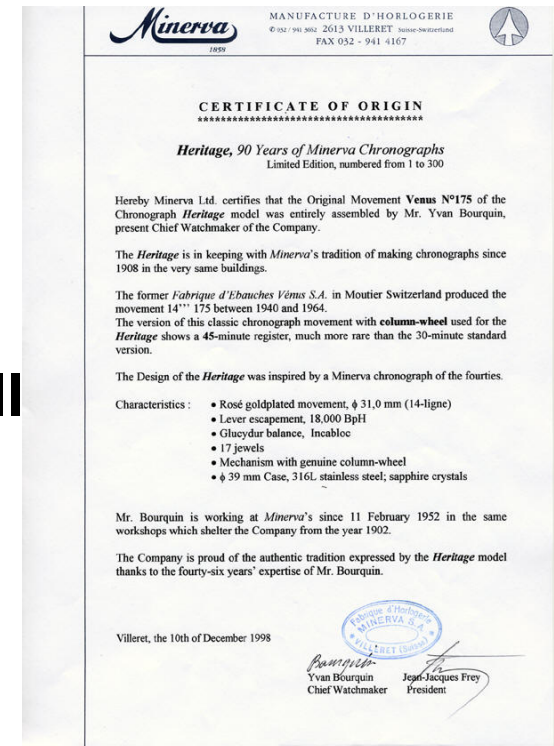 Minerva
1858
MANUFACTURE D'HORLOGERIE
✆ 032 / 941 3662 2613 VILLERET Suisse-Switzerland
FAX 032 - 941 4167
CERTIFICATE OF ORIGIN
************************************
Heritage, 90 Years of Minerva Chronographs
Limited Edition, numbered from 1 to 300
Hereby Minerva Ltd. certifies that the Original Movement Venus N°175 of the
Chronograph Heritage model was entirely assembled by Mr. Yvan Bourquin,
present Chief Watchmaker of the Company.
The Heritage is in keeping with Minerva's tradition of making chronographs since
1908 in the very same buildings.
The former Fabrique d'Ebauches Vénus S.A. in Moutier Switzerland produced the
movement 14''' 175 between 1940 and 1964.
The version of this classic chronograph movement with column-wheel used for the
Heritage shows a 45-minute register, much more rare than the 30-minute standard
version.
The Design of the Heritage was inspired by a Minerva chronograph of the fourties.
Characteristics : • Rosé goldplated movement, ϕ 31,0 mm (14-ligne)
• Lever escapement, 18,000 BpH
• Glucydur balance, Incabloc
• 17 jewels
• Mechanism with genuine column-wheel
• ϕ 39 mm Case, 316L stainless steel; sapphire crystals
Mr. Bourquin is working at Minerva's since 11 February 1952 in the same
workshops which shelter the Company from the year 1902.
The Company is proud of the authentic tradition expressed by the Heritage model
thanks to the fourty-six years' expertise of Mr. Bourquin.
Fabrique d'Horlogerie
MINERVA S.A.
VILLERET (Suisse)
Villeret, the 10th of December 1998
Bourquin
Yvan Bourquin Jean-Jacques Frey
Chief Watchmaker President